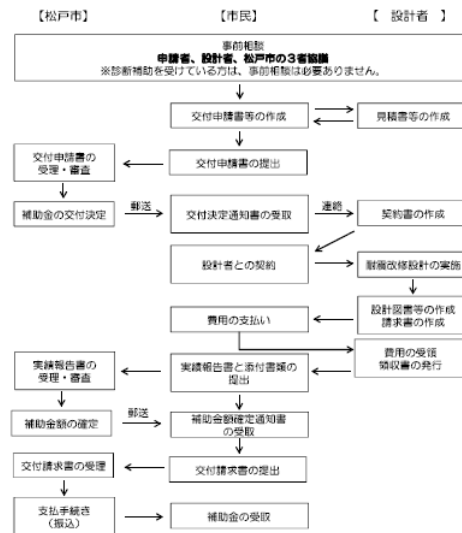 【松戸市】 【市民】 【 設計者 】
事前相談
申請者、設計者、松戸市の3者協議
※診断補助を受けている方は、事前相談は必要ありません。
交付申請書等の作成
見積書等の作成
交付申請書の
受理・審査
交付申請書の提出
補助金の交付決定
郵送
交付決定通知書の受取
連絡
契約書の作成
設計者との契約
耐震改修設計の実施
設計図書等の作成
請求書の作成
費用の支払い
費用の受領
領収書の発行
実績報告書の
受理・審査
実績報告書と添付書類の
提出
補助金額の確定
郵送
補助金額確定通知書
の受取
交付請求書の受理
交付請求書の提出
支払手続き
(振込)
補助金の受取